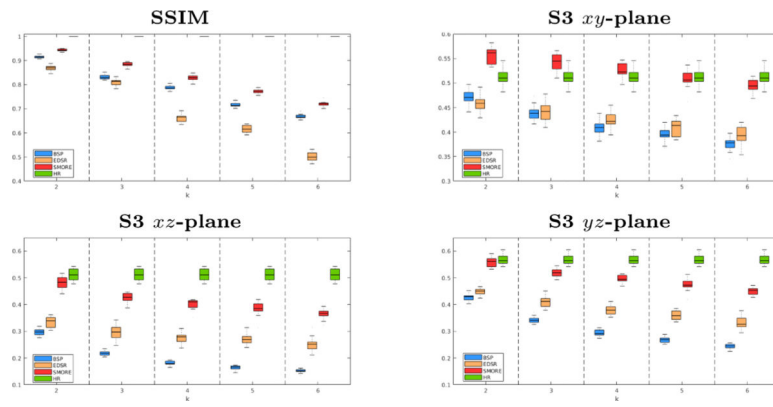 SSIM
1
0.9
0.8
0.7
0.6
0.5
0.4
BSP
EDSR
SMORE
HR
2 3 4 5 6
k
S3 xy-plane
0.6
0.55
0.5
0.45
0.4
0.35
0.3
BSP
EDSR
SMORE
HR
2 3 4 5 6
k
S3 xz-plane
0.6
0.5
0.4
0.3
0.2
0.1
BSP
EDSR
SMORE
HR
2 3 4 5 6
k
S3 yz-plane
0.6
0.5
0.4
0.3
0.2
0.1
BSP
EDSR
SMORE
HR
2 3 4 5 6
k